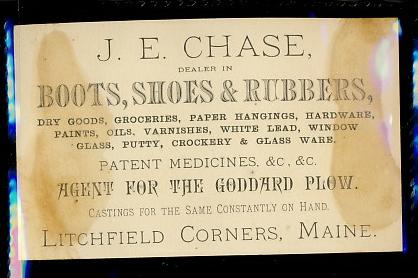 J. E. CHASE,
DEALER IN
BOOTS, SHOES & RUBBERS,
DRY GOODS, GROCERIES, PAPER HANGINGS, HARDWARE,
PAINTS, OILS, VARNISHES, WHITE LEAD, WINDOW
GLASS, PUTTY, CROCKERY & GLASS WARE.
PATENT MEDICINES, &C., &C.
AGENT FOR THE GODDARD PLOW.
CASTINGS FOR THE SAME CONSTANTLY ON HAND.
LITCHFIELD CORNERS, MAINE.